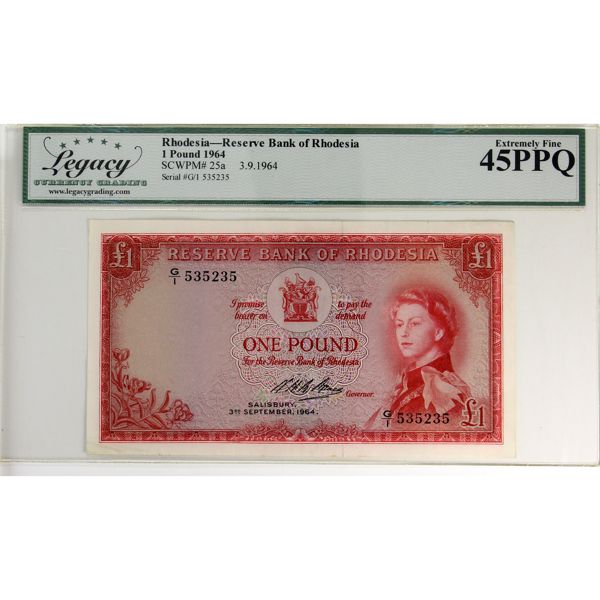 Legacy
CURRENCY GRADING
www.legacygrading.com
Rhodesia—Reserve Bank of Rhodesia
1 Pound 1964
SCWPM# 25a 3.9.1964
Serial #G/1 535235
Extremely Fine
45PPQ
£1 £1
RESERVE BANK OF RHODESIA
G/1 535235
I promise to pay the
bearer on demand
ONE POUND
For the Reserve Bank of Rhodesia
Governor.
SALISBURY,
3RD SEPTEMBER, 1964.
G/1 535235 £1